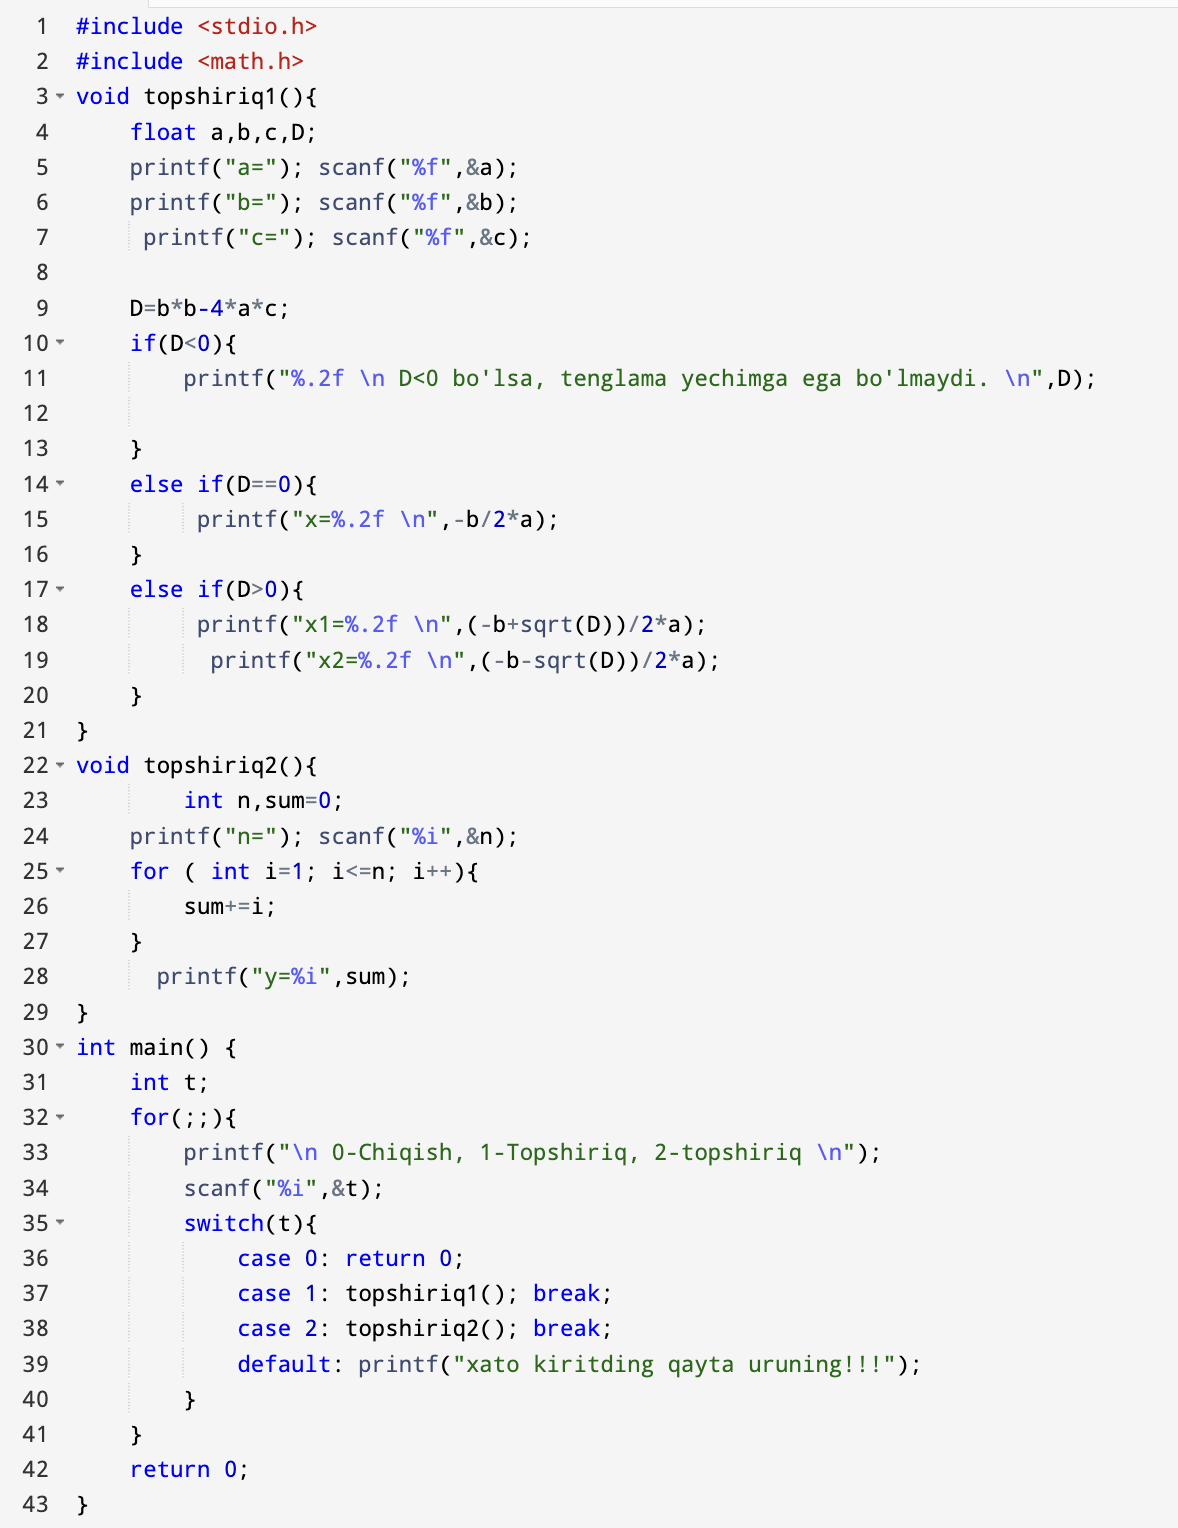 1 #include <stdio.h>
2 #include <math.h>
3 void topshiriq1(){
4     float a,b,c,D;
5     printf("a="); scanf("%f",&a);
6     printf("b="); scanf("%f",&b);
7      printf("c="); scanf("%f",&c);
8
9     D=b*b-4*a*c;
10     if(D<0){
11         printf("%.2f \n D<0 bo'lsa, tenglama yechimga ega bo'lmaydi. \n",D);
12
13     }
14     else if(D==0){
15          printf("x=%.2f \n",-b/2*a);
16     }
17     else if(D>0){
18          printf("x1=%.2f \n",(-b+sqrt(D))/2*a);
19           printf("x2=%.2f \n",(-b-sqrt(D))/2*a);
20     }
21 }
22 void topshiriq2(){
23         int n,sum=0;
24     printf("n="); scanf("%i",&n);
25     for ( int i=1; i<=n; i++){
26         sum+=i;
27     }
28       printf("y=%i",sum);
29 }
30 int main() {
31     int t;
32     for(;;){
33         printf("\n 0-Chiqish, 1-Topshiriq, 2-topshiriq \n");
34         scanf("%i",&t);
35         switch(t){
36             case 0: return 0;
37             case 1: topshiriq1(); break;
38             case 2: topshiriq2(); break;
39             default: printf("xato kiritding qayta uruning!!!");
40         }
41     }
42     return 0;
43 }